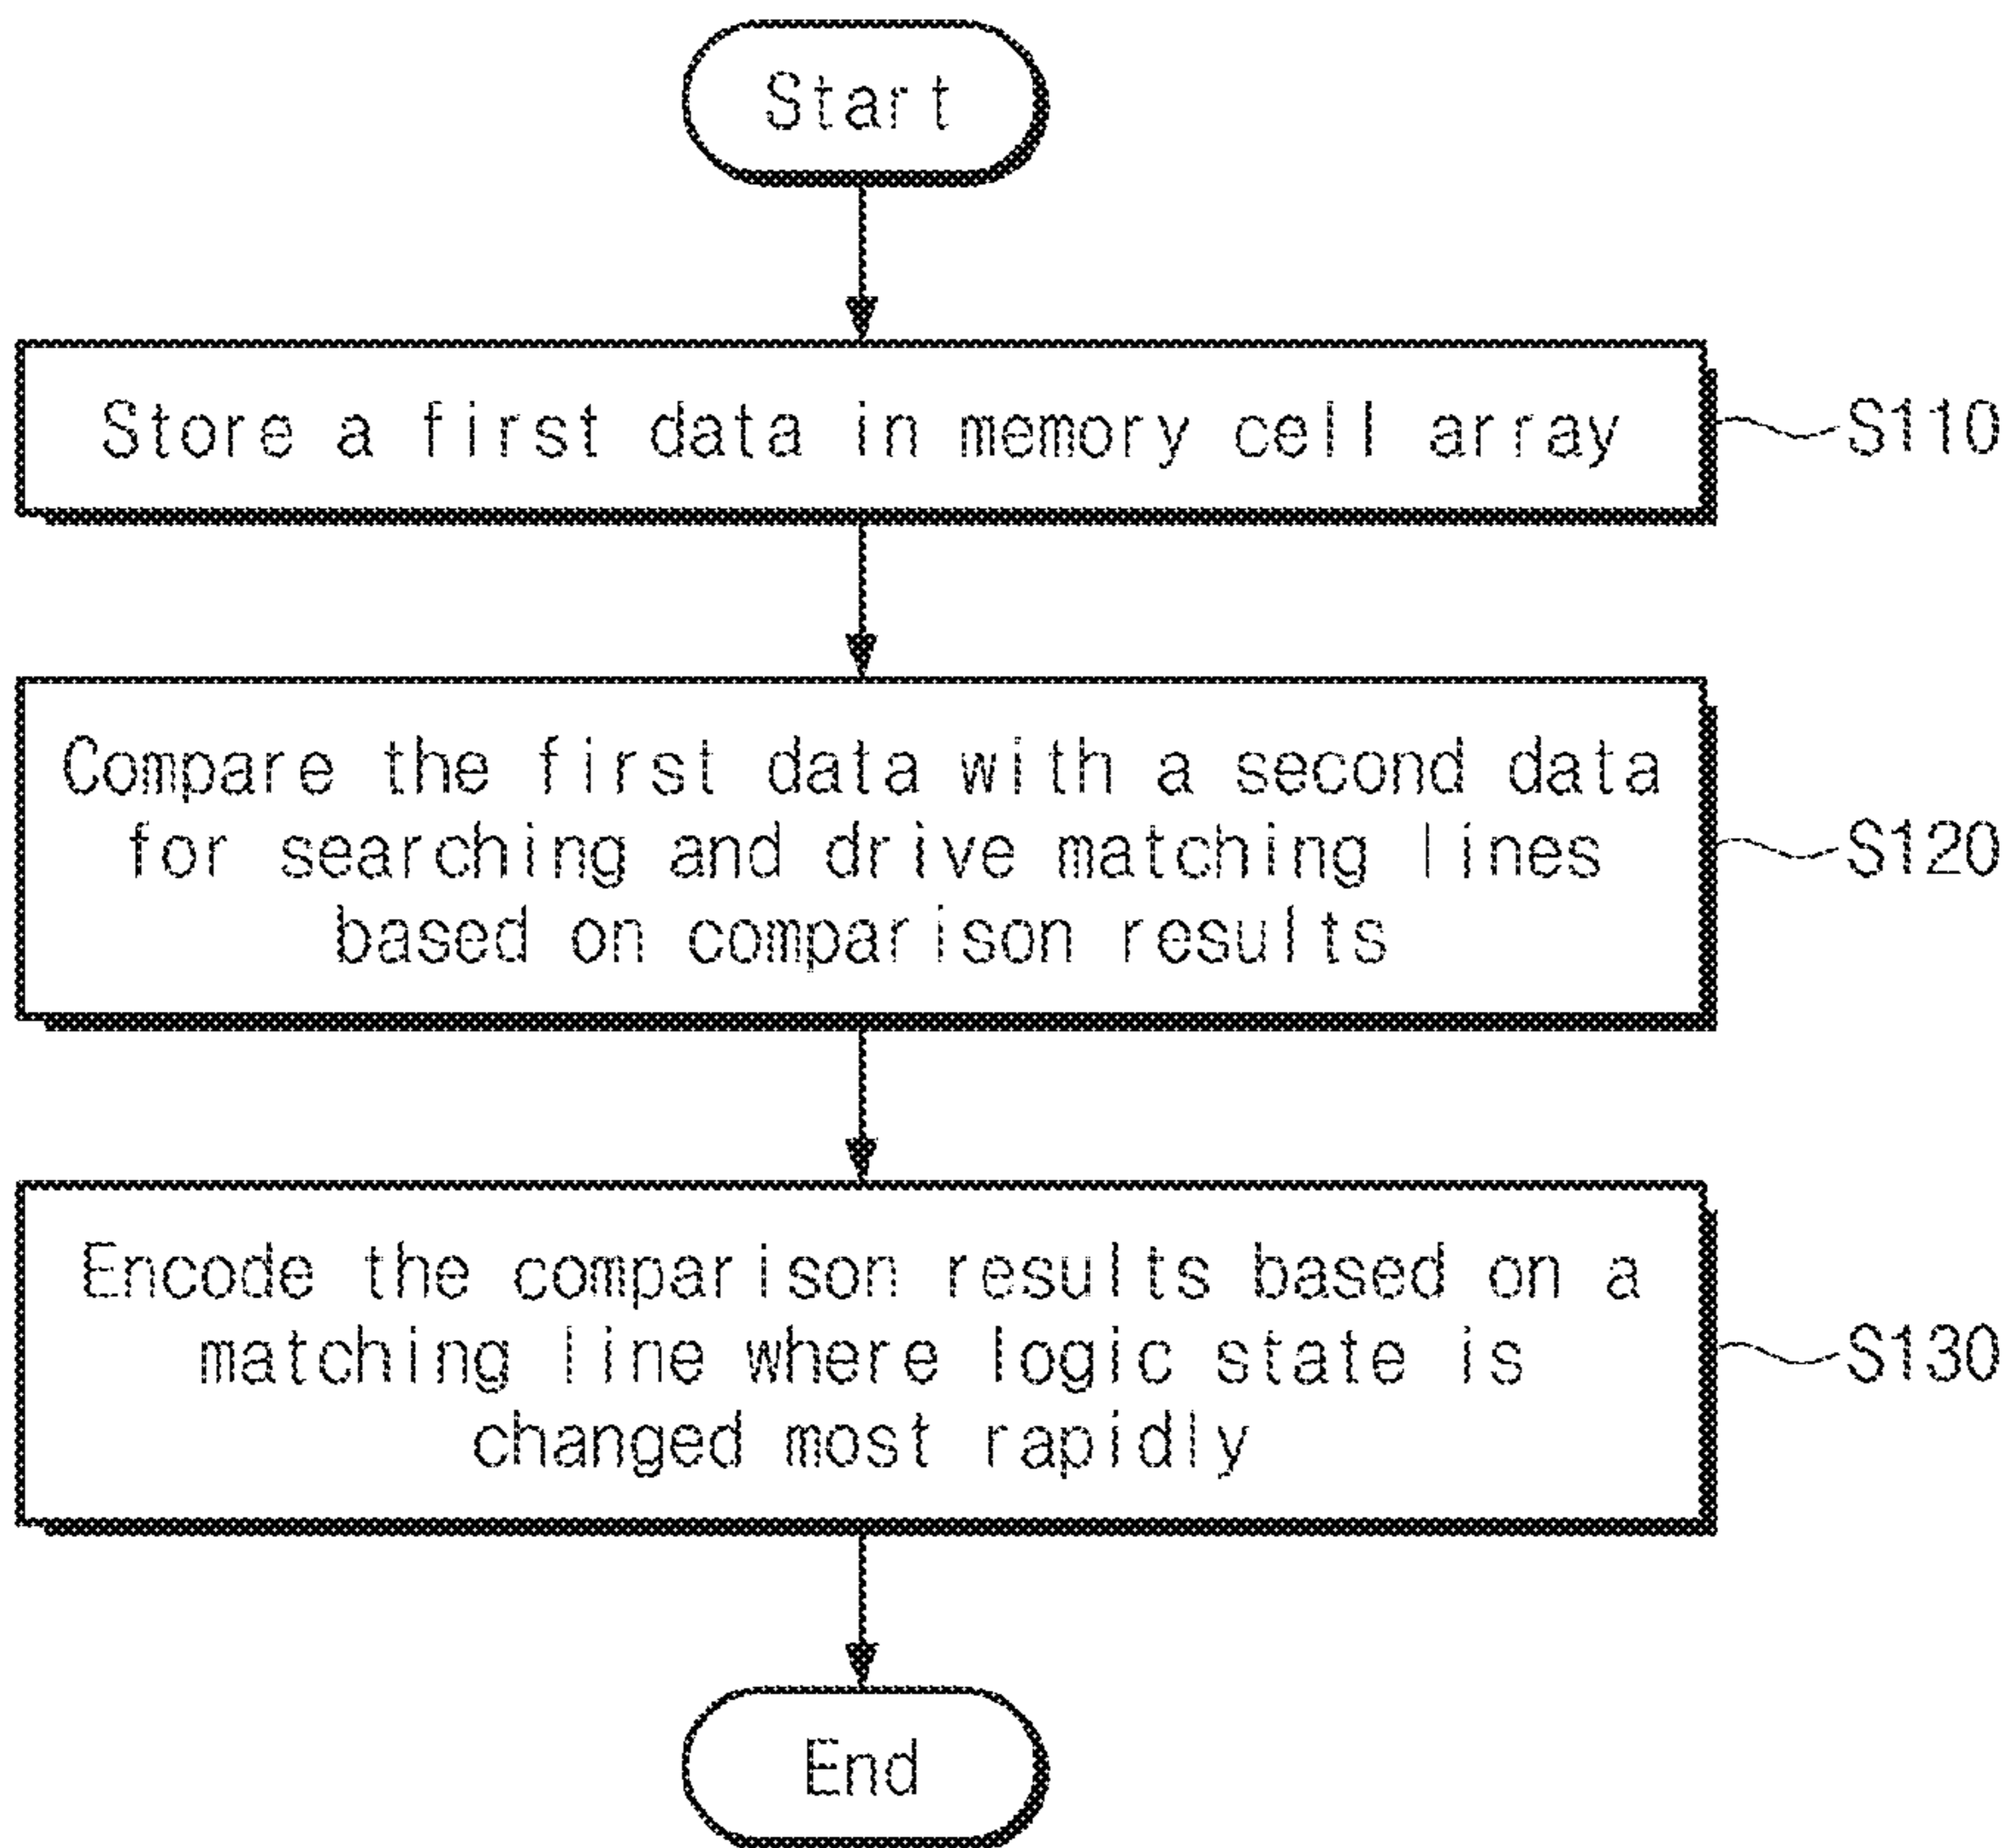 Start
Store a first data in memory cell array
S110
Compare the first data with a second data
for searching and drive matching lines
based on comparison results
S120
Encode the comparison results based on a
matching line where logic state is
changed most rapidly
S130
End